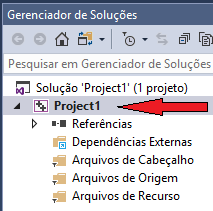 Gerenciador de Soluções
Pesquisar em Gerenciador de Soluções
Solução 'Project1' (1 projeto)
Project1
Referências
Dependências Externas
Arquivos de Cabeçalho
Arquivos de Origem
Arquivos de Recurso